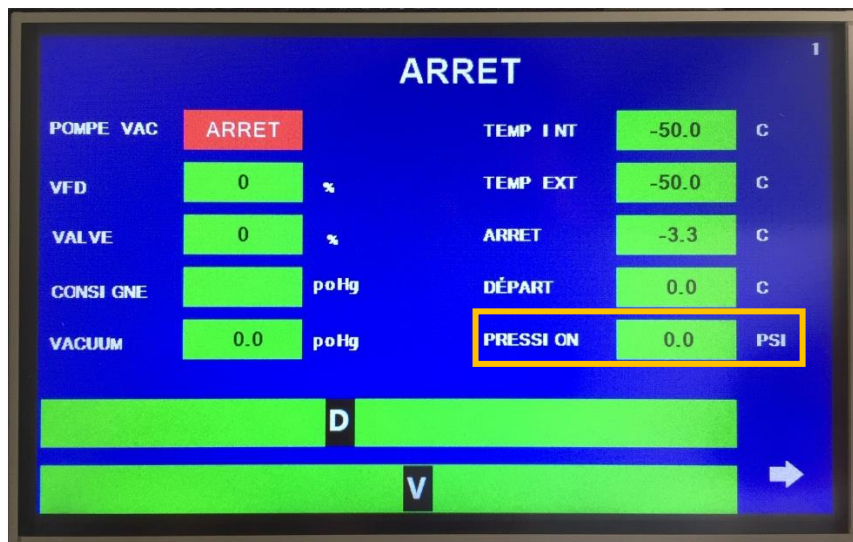 1
ARRET
POMPE VAC ARRET TEMP INT -50.0 C
VFD 0 % TEMP EXT -50.0 C
VALVE 0 % ARRET -3.3 C
CONSIGNE poHg DÉPART 0.0 C
VACUUM 0.0 poHg PRESSION 0.0 PSI
D
V